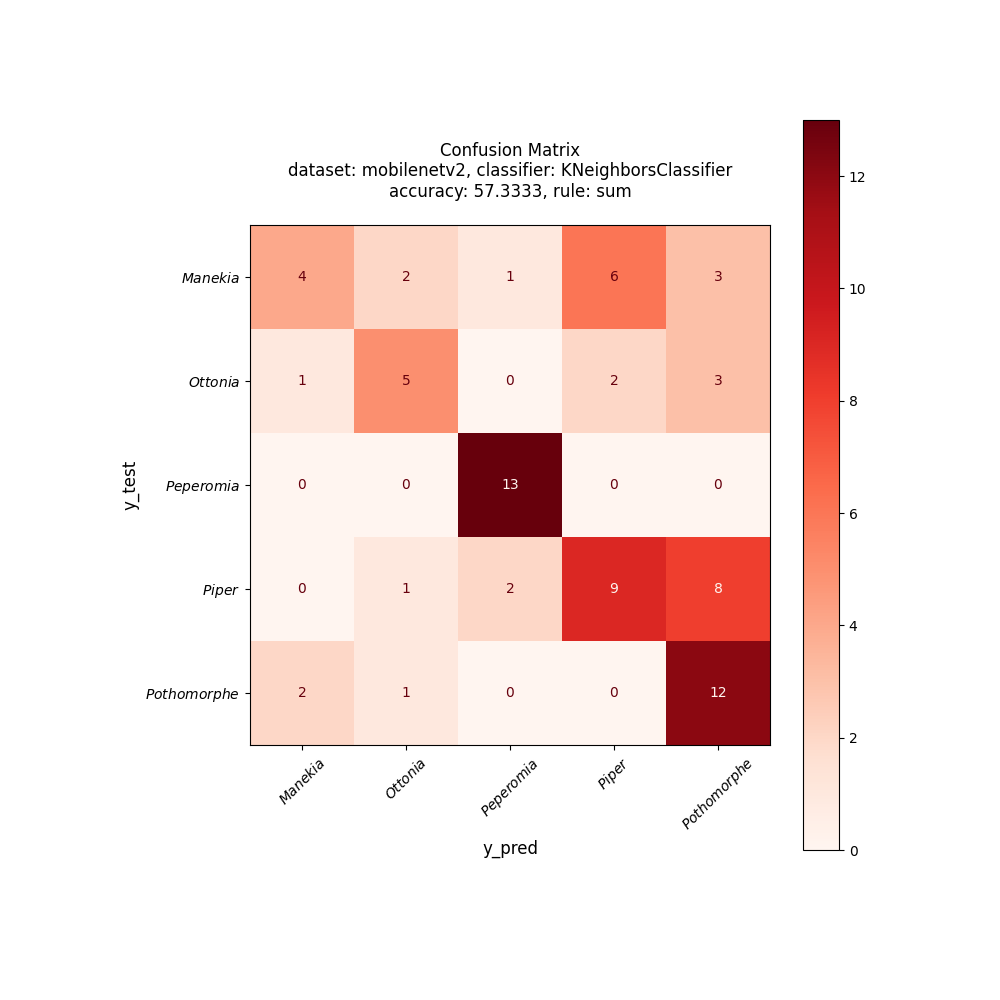 Confusion Matrix
dataset: mobilenetv2, classifier: KNeighborsClassifier
accuracy: 57.3333, rule: sum
y_test
Manekia 4 2 1 6 3
Ottonia 1 5 0 2 3
Peperomia 0 0 13 0 0
Piper 0 1 2 9 8
Pothomorphe 2 1 0 0 12
Manekia Ottonia Peperomia Piper Pothomorphe
y_pred
12
10
8
6
4
2
0